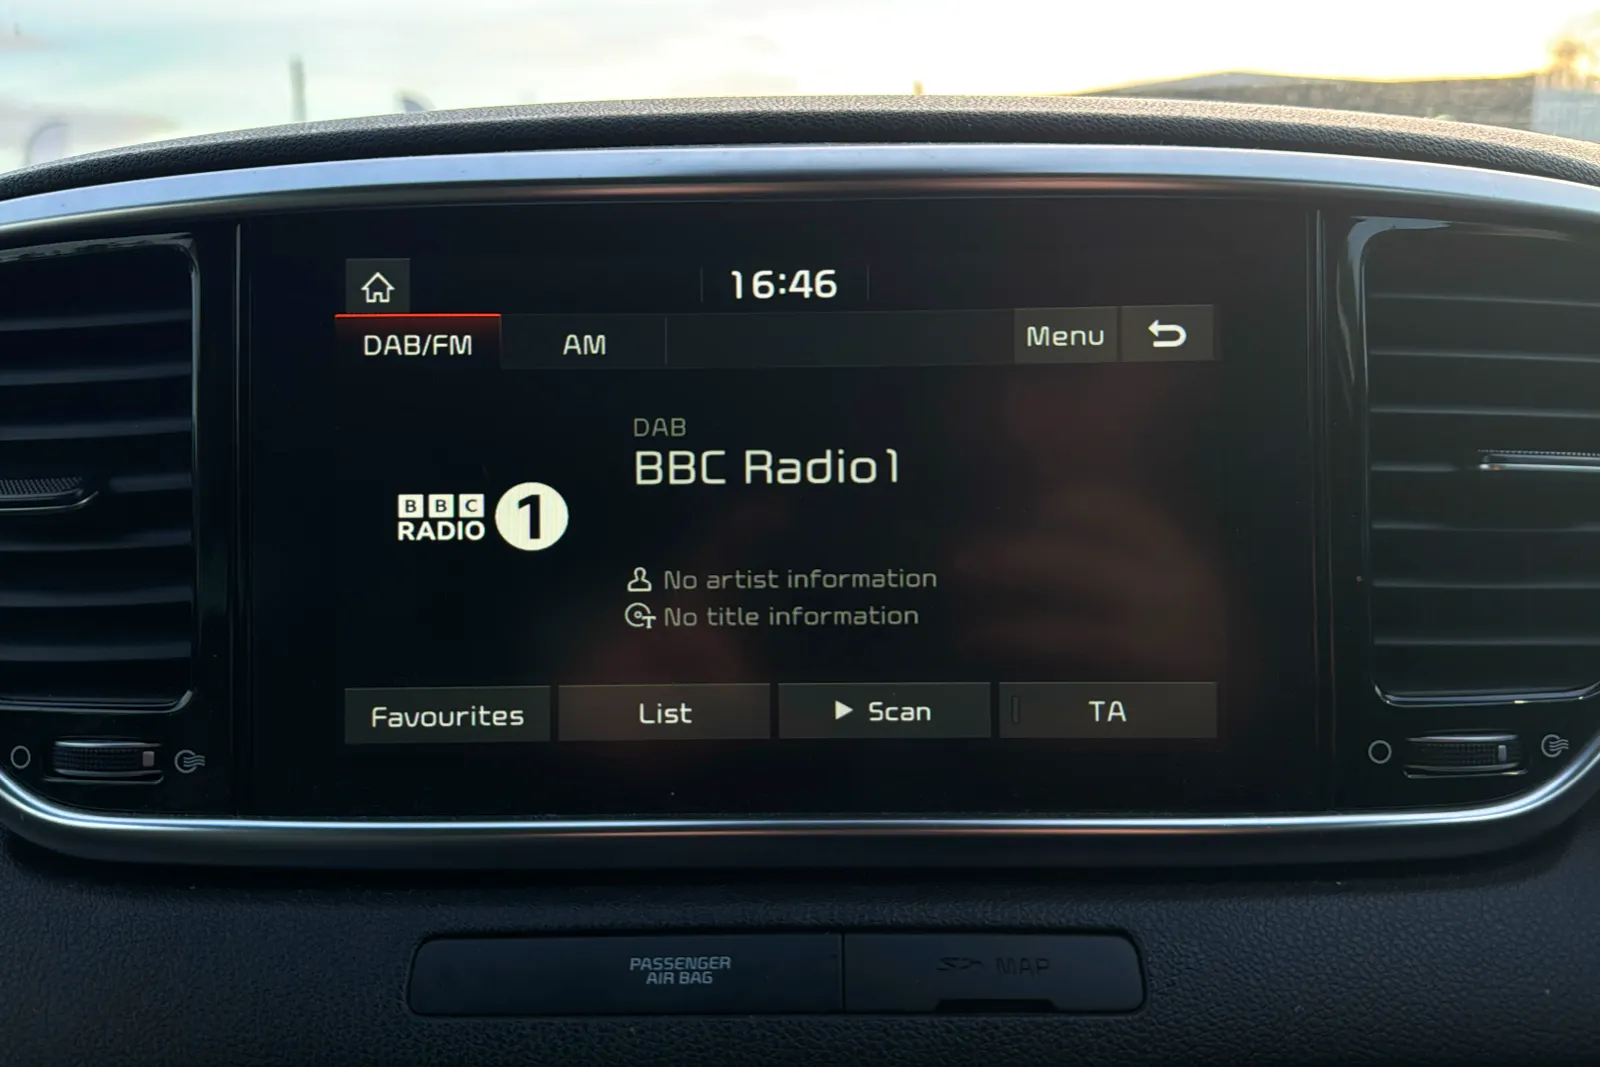 16:46
DAB/FM
AM
Menu
DAB
BBC Radio1
BBC
RADIO 1
No artist information
No title information
Favourites
List
Scan
TA
PASSENGER
AIR BAG
MAP